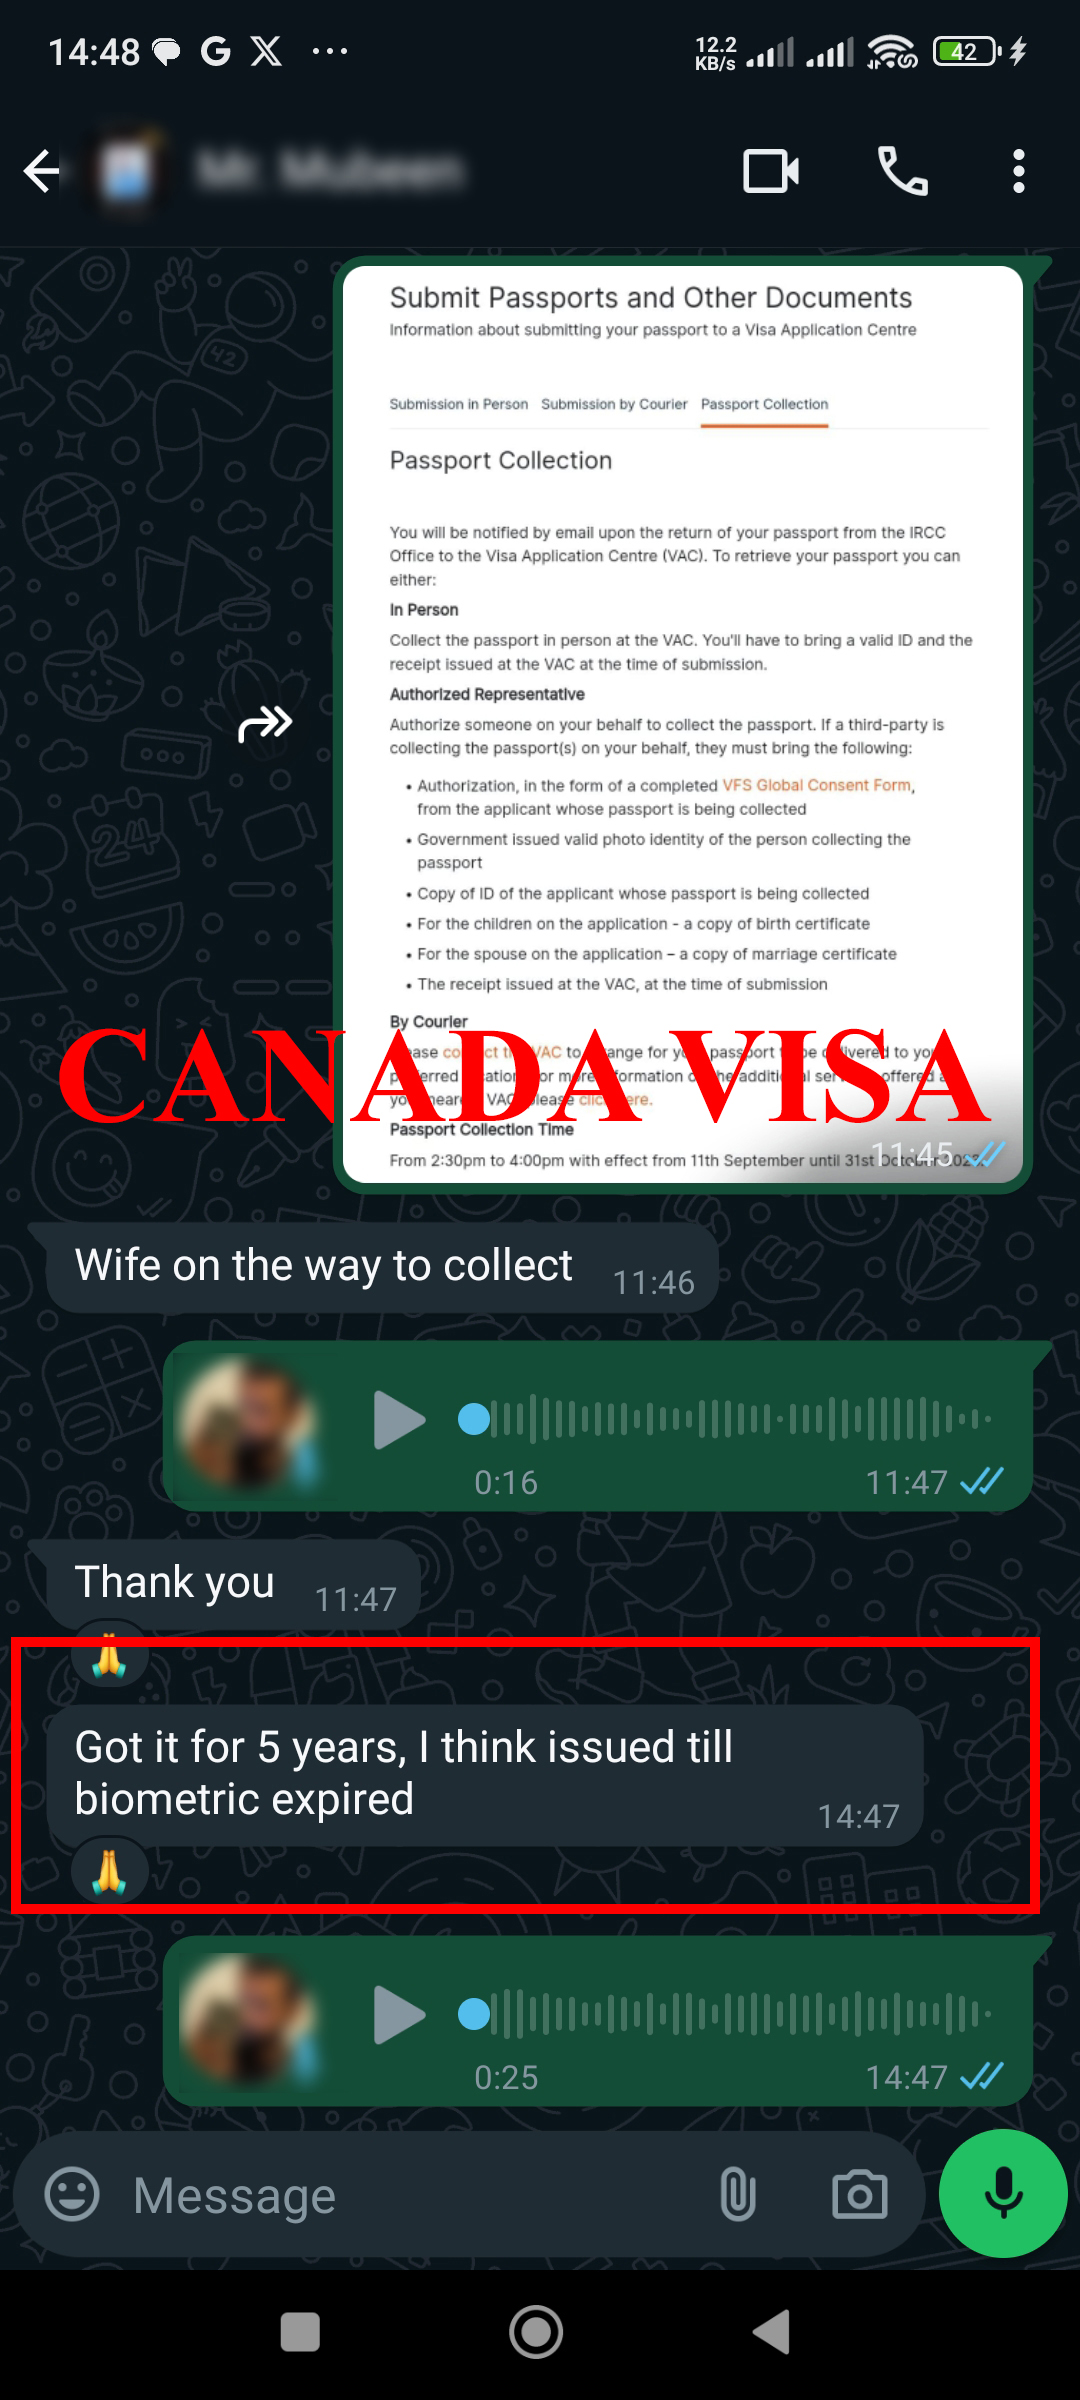 14:48
12.2
KB/s
42
Mr. Mubeen
Submit Passports and Other Documents
Information about submitting your passport to a Visa Application Centre
Submission in Person Submission by Courier Passport Collection
Passport Collection
You will be notified by email upon the return of your passport from the IRCC
Office to the Visa Application Centre (VAC). To retrieve your passport you can
either:
In Person
Collect the passport in person at the VAC. You'll have to bring a valid ID and the
receipt issued at the VAC at the time of submission.
Authorized Representative
Authorize someone on your behalf to collect the passport. If a third-party is
collecting the passport(s) on your behalf, they must bring the following:
• Authorization, in the form of a completed VFS Global Consent Form,
from the applicant whose passport is being collected
• Government issued valid photo identity of the person collecting the
passport
• Copy of ID of the applicant whose passport is being collected
• For the children on the application - a copy of birth certificate
• For the spouse on the application – a copy of marriage certificate
• The receipt issued at the VAC, at the time of submission
By Courier
CANADA VISA
VAC to for passport delivered to
Passport Collection Time
From 2:30pm to 4:00pm with effect from 11th September until 31st October
11:45
Wife on the way to collect 11:46
0:16 11:47
Thank you 11:47
Got it for 5 years, I think issued till
biometric expired
14:47
0:25 14:47
Message